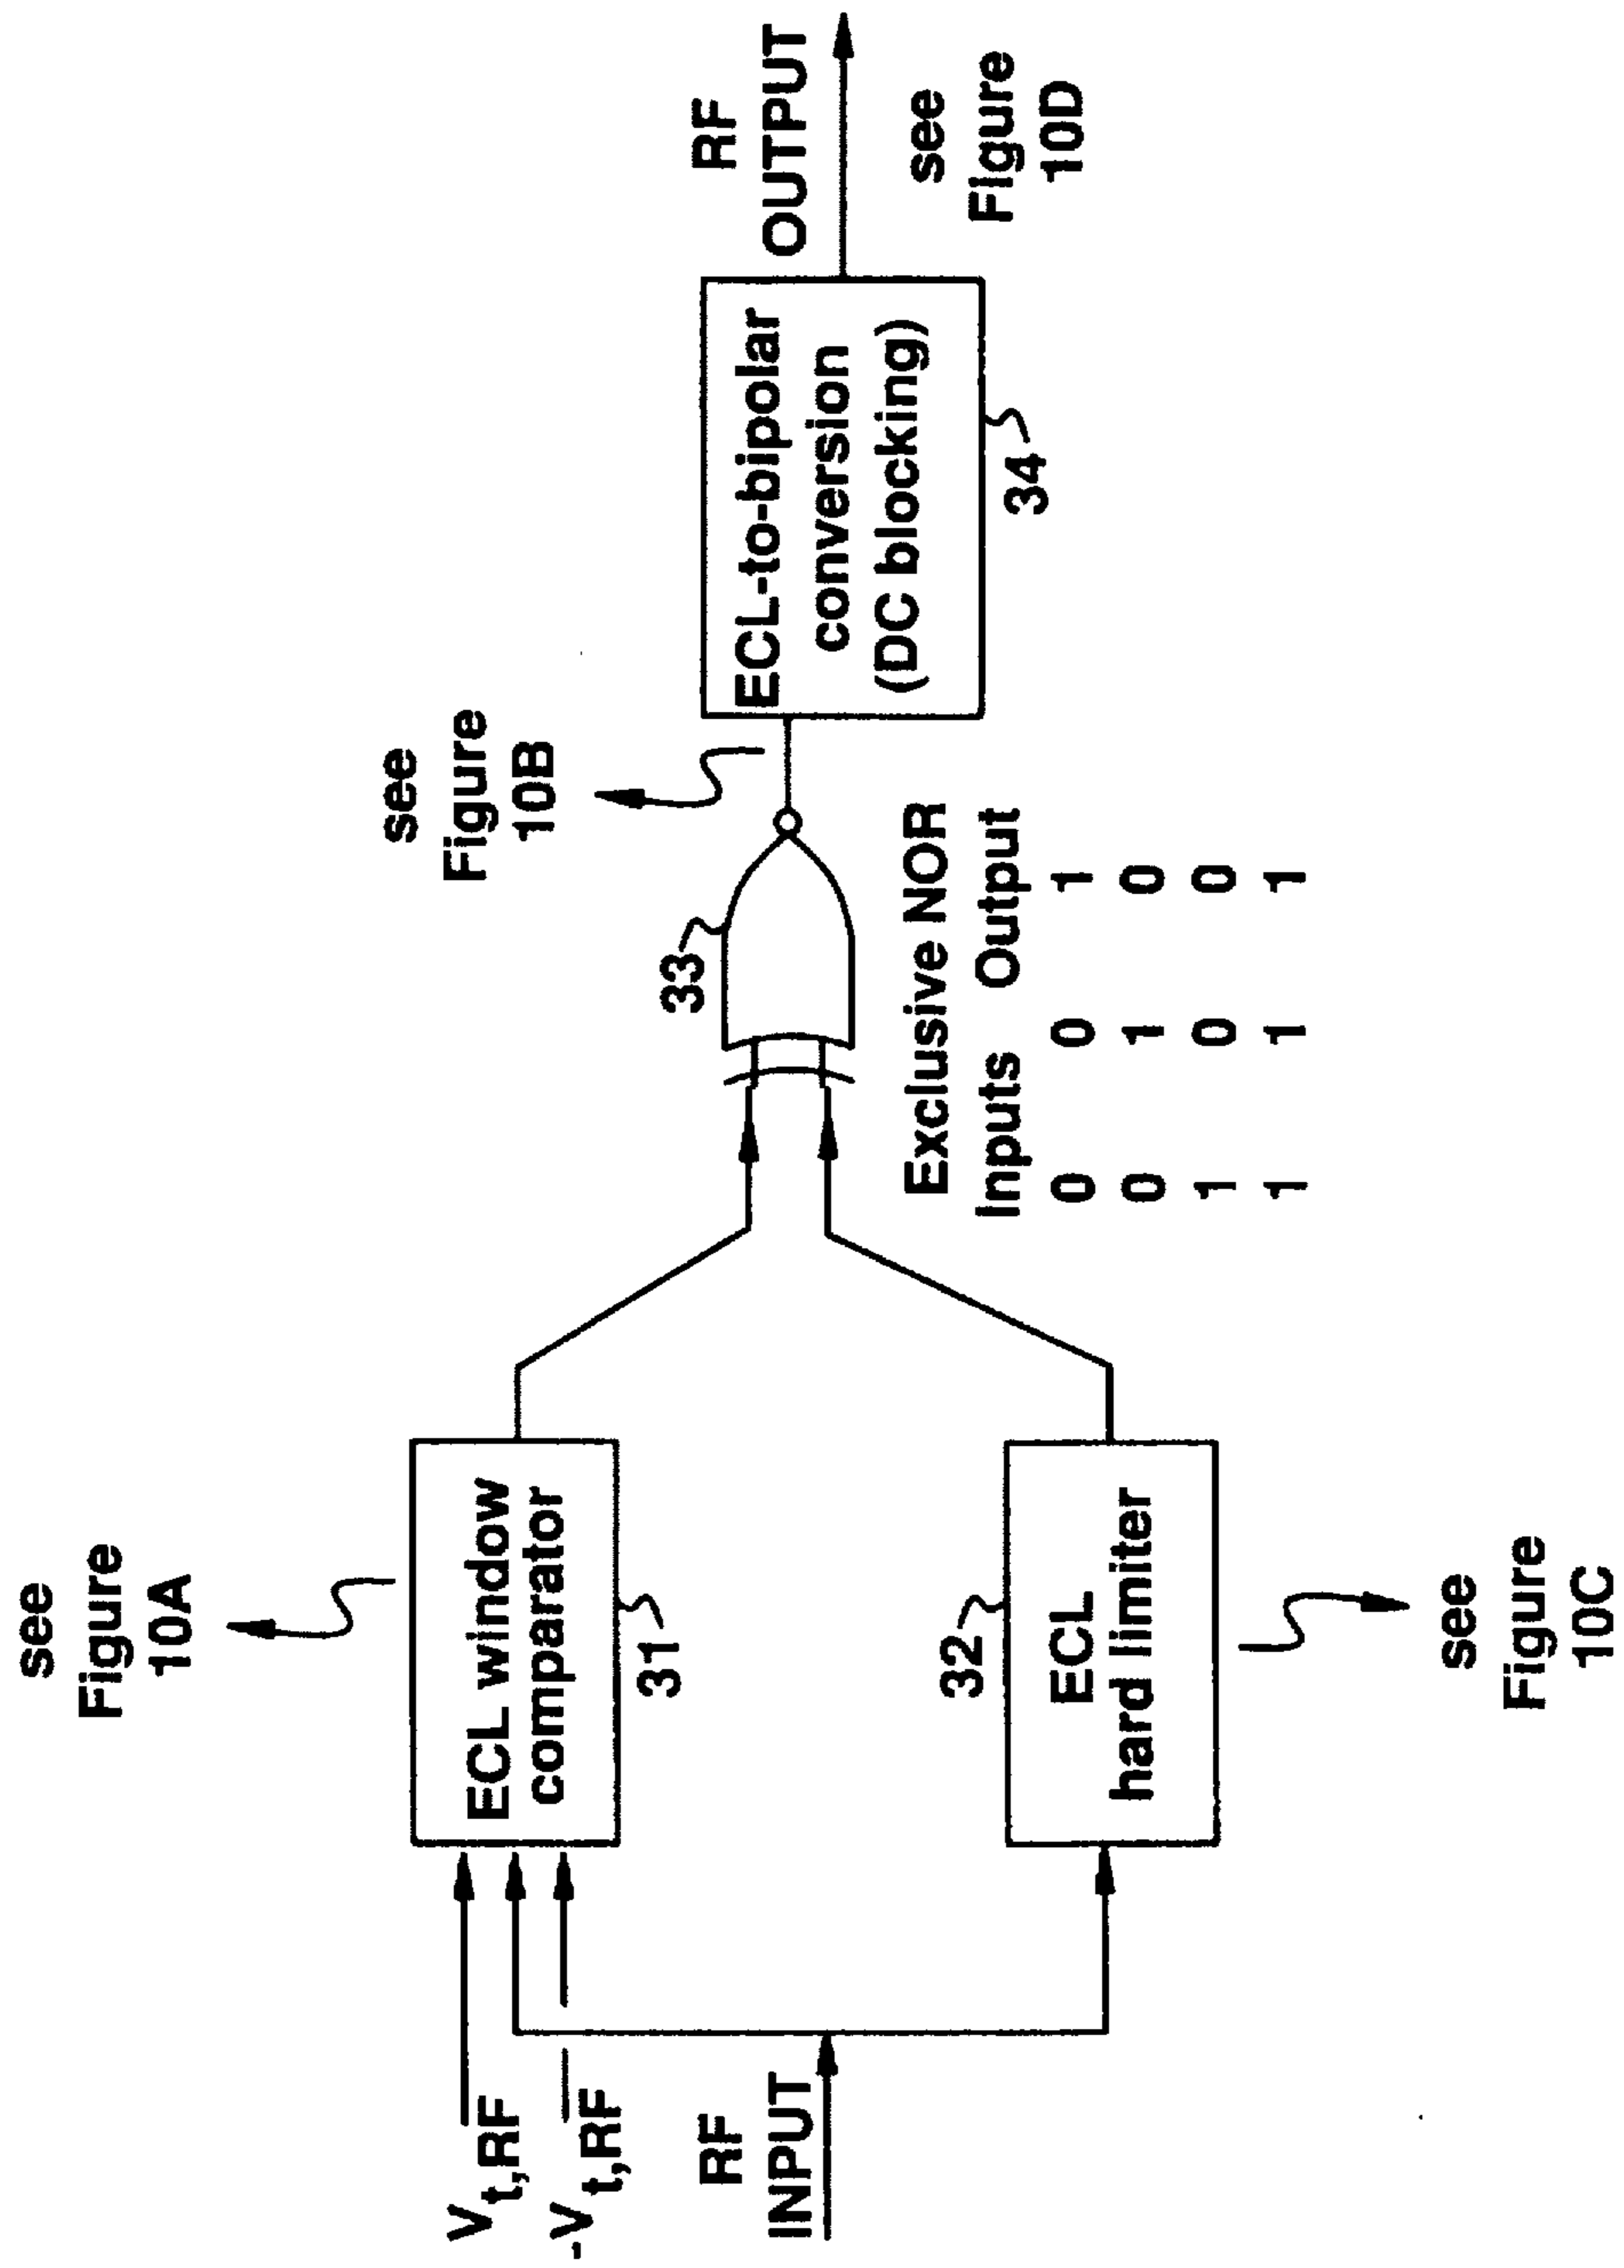 see
Figure
10A
V t,RF
-V t,RF
ECL window
comparator
31
RF
INPUT
32
ECL
hard limiter
see
Figure
10C
see
Figure
10B
33
Exclusive NOR
Inputs Output
0 0 1
0 1 0
1 0 0
1 1 1
ECL-to-bipolar
conversion
(DC blocking)
34
RF
OUTPUT
see
Figure
10D